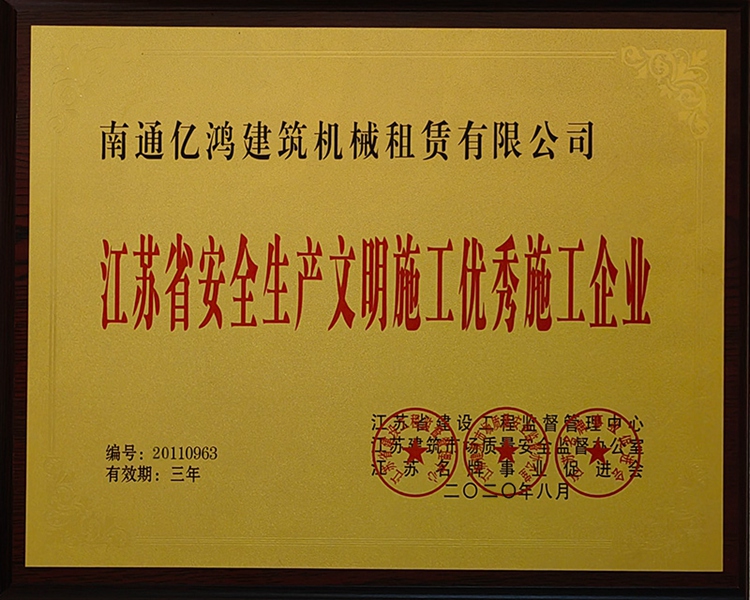 南通亿鸿建筑机械租赁有限公司
江苏省安全生产文明施工优秀施工企业
编号：20110963
有效期：三年
江苏省建设工程监督管理中心
江苏建筑市场质量安全监督办公室
江苏名牌事业促进会
二〇二〇年八月